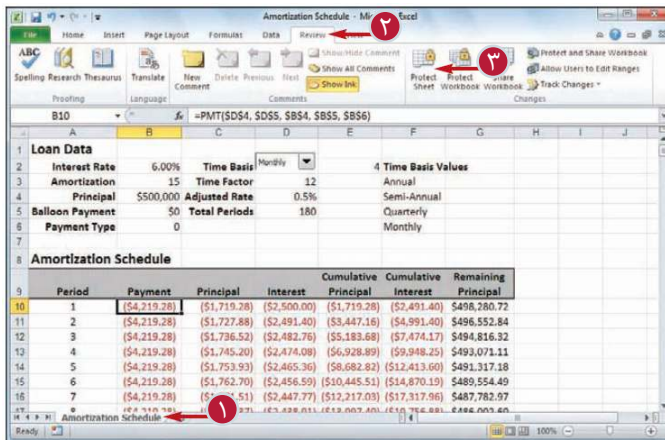 Amortization Schedule - Mi Excel
File Home Insert Page Layout Formulas Data Review
ABC
Spelling Research Thesaurus Translate New Comment Delete Previous Next Show/Hide Comment
Show All Comments
Show Ink
Protect Sheet Protect Workbook Share Workbook
Protect and Share Workbook
Allow Users to Edit Ranges
Track Changes
Proofing Language Comments Changes
۲
۳
B10 fx =PMT($D$4, $D$5, $B$4, $B$5, $B$6)
A B C D E F G H I J
1 Loan Data
2 Interest Rate 6.00% Time Basis Monthly 4 Time Basis Values
3 Amortization 15 Time Factor 12 Annual
4 Principal $500,000 Adjusted Rate 0.5% Semi-Annual
5 Balloon Payment $0 Total Periods 180 Quarterly
6 Payment Type 0 Monthly
7
8 Amortization Schedule
Cumulative Cumulative Remaining
9 Period Payment Principal Interest Principal Interest Principal
10 1 ($4,219.28) ($1,719.28) ($2,500.00) ($1,719.28) ($2,491.40) $498,280.72
11 2 ($4,219.28) ($1,727.88) ($2,491.40) ($3,447.16) ($4,991.40) $496,552.84
12 3 ($4,219.28) ($1,736.52) ($2,482.76) ($5,183.68) ($7,474.17) $494,816.32
13 4 ($4,219.28) ($1,745.20) ($2,474.08) ($6,928.89) ($9,948.25) $493,071.11
14 5 ($4,219.28) ($1,753.93) ($2,465.36) ($8,682.82) ($12,413.60) $491,317.18
15 6 ($4,219.28) ($1,762.70) ($2,456.59) ($10,445.51) ($14,870.19) $489,554.49
16 7 ($4,219.28) 1.51) ($2,447.77) ($12,217.03) ($17,317.96) $487,782.97
Amortization Schedule
۱
Ready 100%